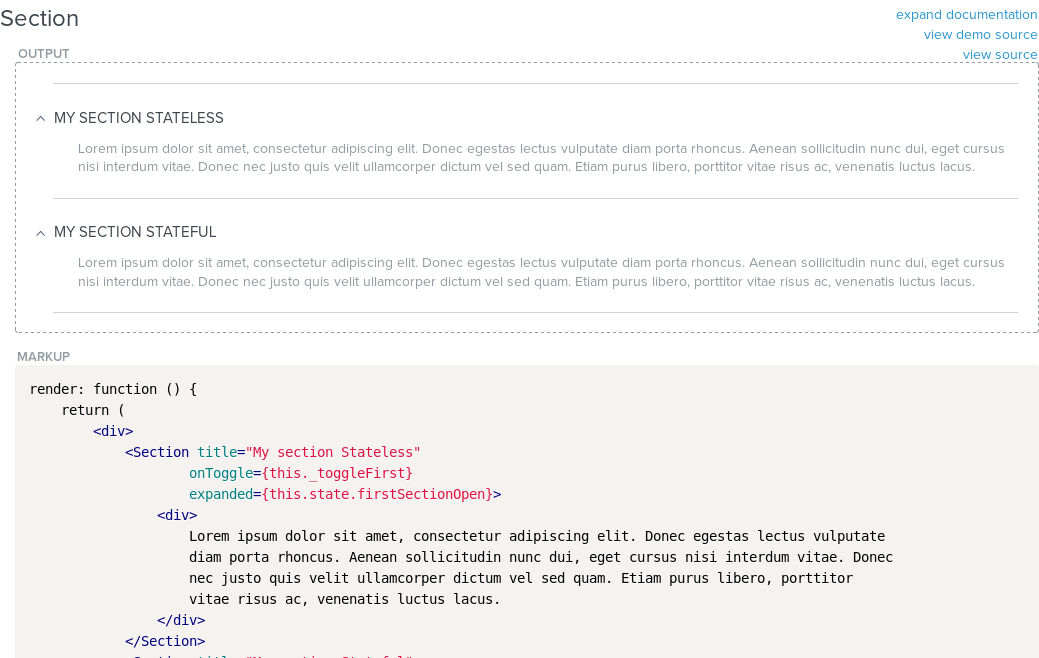 Section
expand documentation
view demo source
view source
OUTPUT
MY SECTION STATELESS
Lorem ipsum dolor sit amet, consectetur adipiscing elit. Donec egestas lectus vulputate diam porta rhoncus. Aenean sollicitudin nunc dui, eget cursus
nisi interdum vitae. Donec nec justo quis velit ullamcorper dictum vel sed quam. Etiam purus libero, porttitor vitae risus ac, venenatis luctus lacus.
MY SECTION STATEFUL
Lorem ipsum dolor sit amet, consectetur adipiscing elit. Donec egestas lectus vulputate diam porta rhoncus. Aenean sollicitudin nunc dui, eget cursus
nisi interdum vitae. Donec nec justo quis velit ullamcorper dictum vel sed quam. Etiam purus libero, porttitor vitae risus ac, venenatis luctus lacus.
MARKUP
render: function () {
return (
<div>
<Section title="My section Stateless"
onToggle={this._toggleFirst}
expanded={this.state.firstSectionOpen}>
<div>
Lorem ipsum dolor sit amet, consectetur adipiscing elit. Donec egestas lectus vulputate
diam porta rhoncus. Aenean sollicitudin nunc dui, eget cursus nisi interdum vitae. Donec
nec justo quis velit ullamcorper dictum vel sed quam. Etiam purus libero, porttitor
vitae risus ac, venenatis luctus lacus.
</div>
</Section>